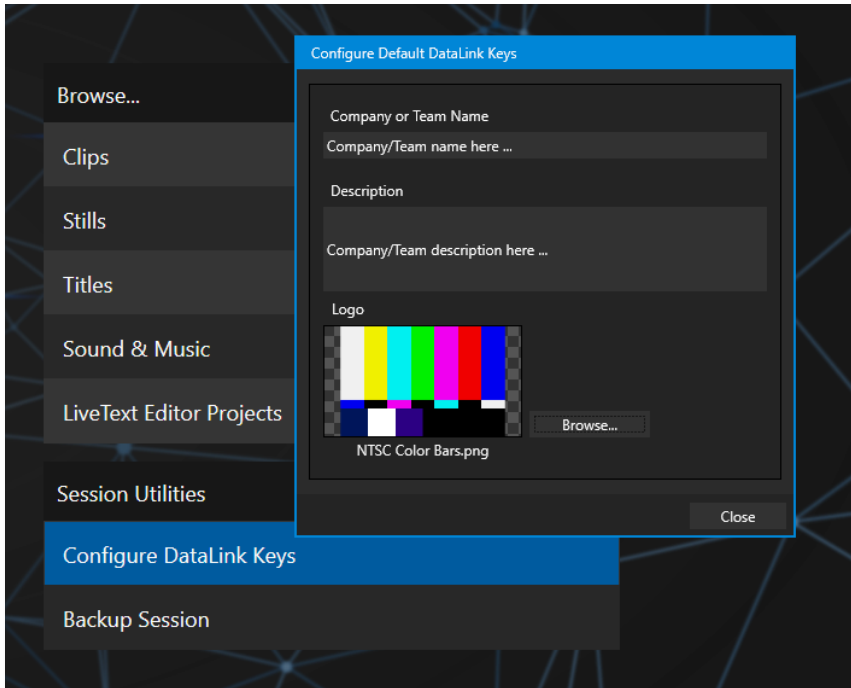 Browse...
Clips
Stills
Titles
Sound & Music
LiveText Editor Projects
Session Utilities
Configure DataLink Keys
Backup Session
Configure Default DataLink Keys
Company or Team Name
Company/Team name here ...
Description
Company/Team description here ...
Logo
Browse...
NTSC Color Bars.png
Close